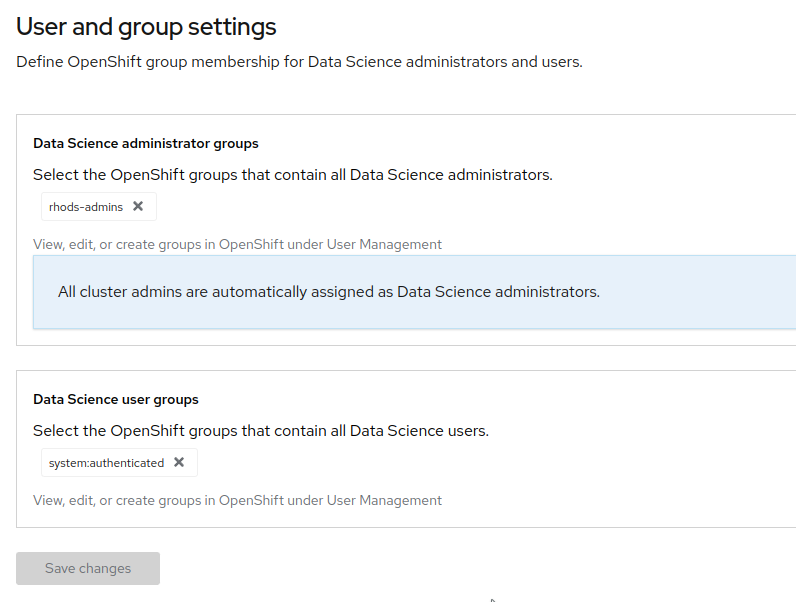 User and group settings
Define OpenShift group membership for Data Science administrators and users.
Data Science administrator groups
Select the OpenShift groups that contain all Data Science administrators.
rhods-admins
View, edit, or create groups in OpenShift under User Management
All cluster admins are automatically assigned as Data Science administrators.
Data Science user groups
Select the OpenShift groups that contain all Data Science users.
system:authenticated
View, edit, or create groups in OpenShift under User Management
Save changes